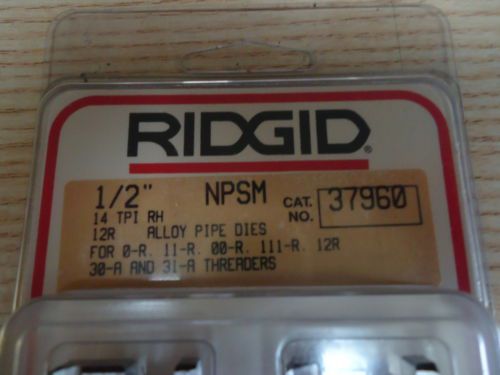 RIDGID®
1/2" NPSM CAT. NO. 37960
14 TPI RH
12R ALLOY PIPE DIES
FOR 0-R. 11-R. 00-R. 111-R. 12R
30-A AND 31-A THREADERS